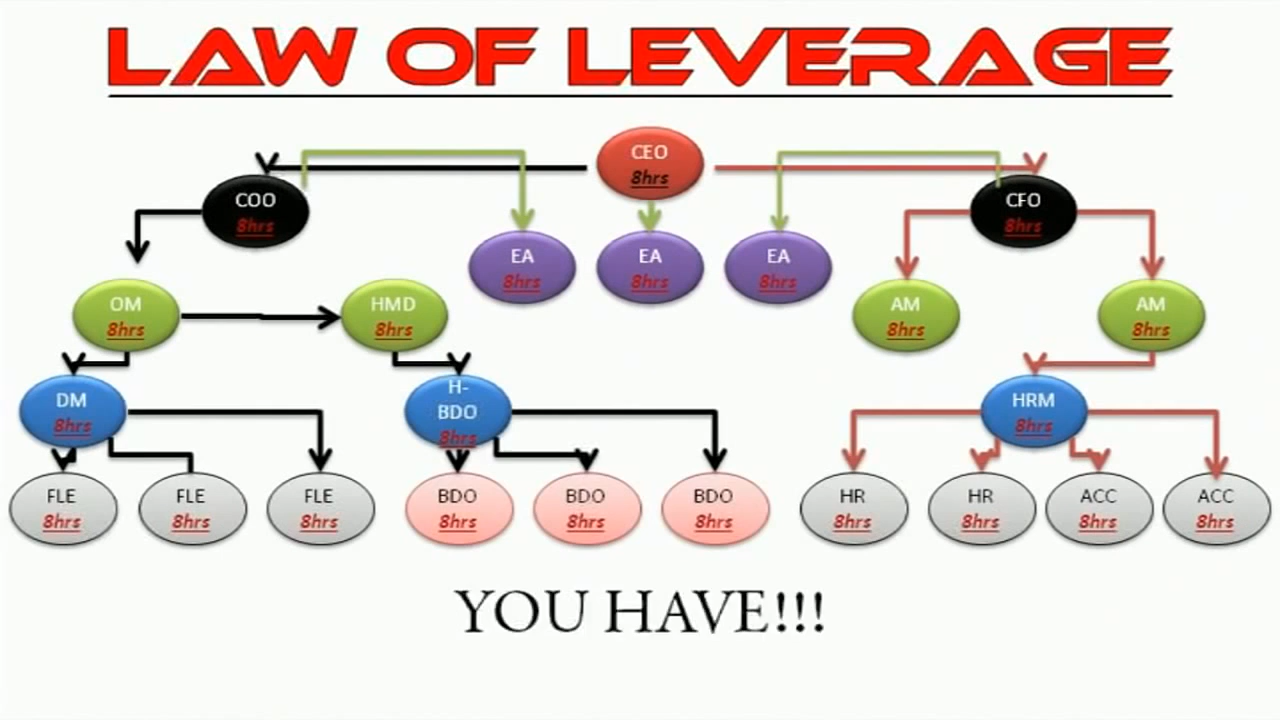 LAW OF LEVERAGE
CEO
8hrs
COO
8hrs
CFO
8hrs
EA
8hrs
EA
8hrs
EA
8hrs
OM
8hrs
HMD
8hrs
AM
8hrs
AM
8hrs
DM
8hrs
H-
BDO
8hrs
HRM
8hrs
FLE
8hrs
FLE
8hrs
FLE
8hrs
BDO
8hrs
BDO
8hrs
BDO
8hrs
HR
8hrs
HR
8hrs
ACC
8hrs
ACC
8hrs
YOU HAVE!!!